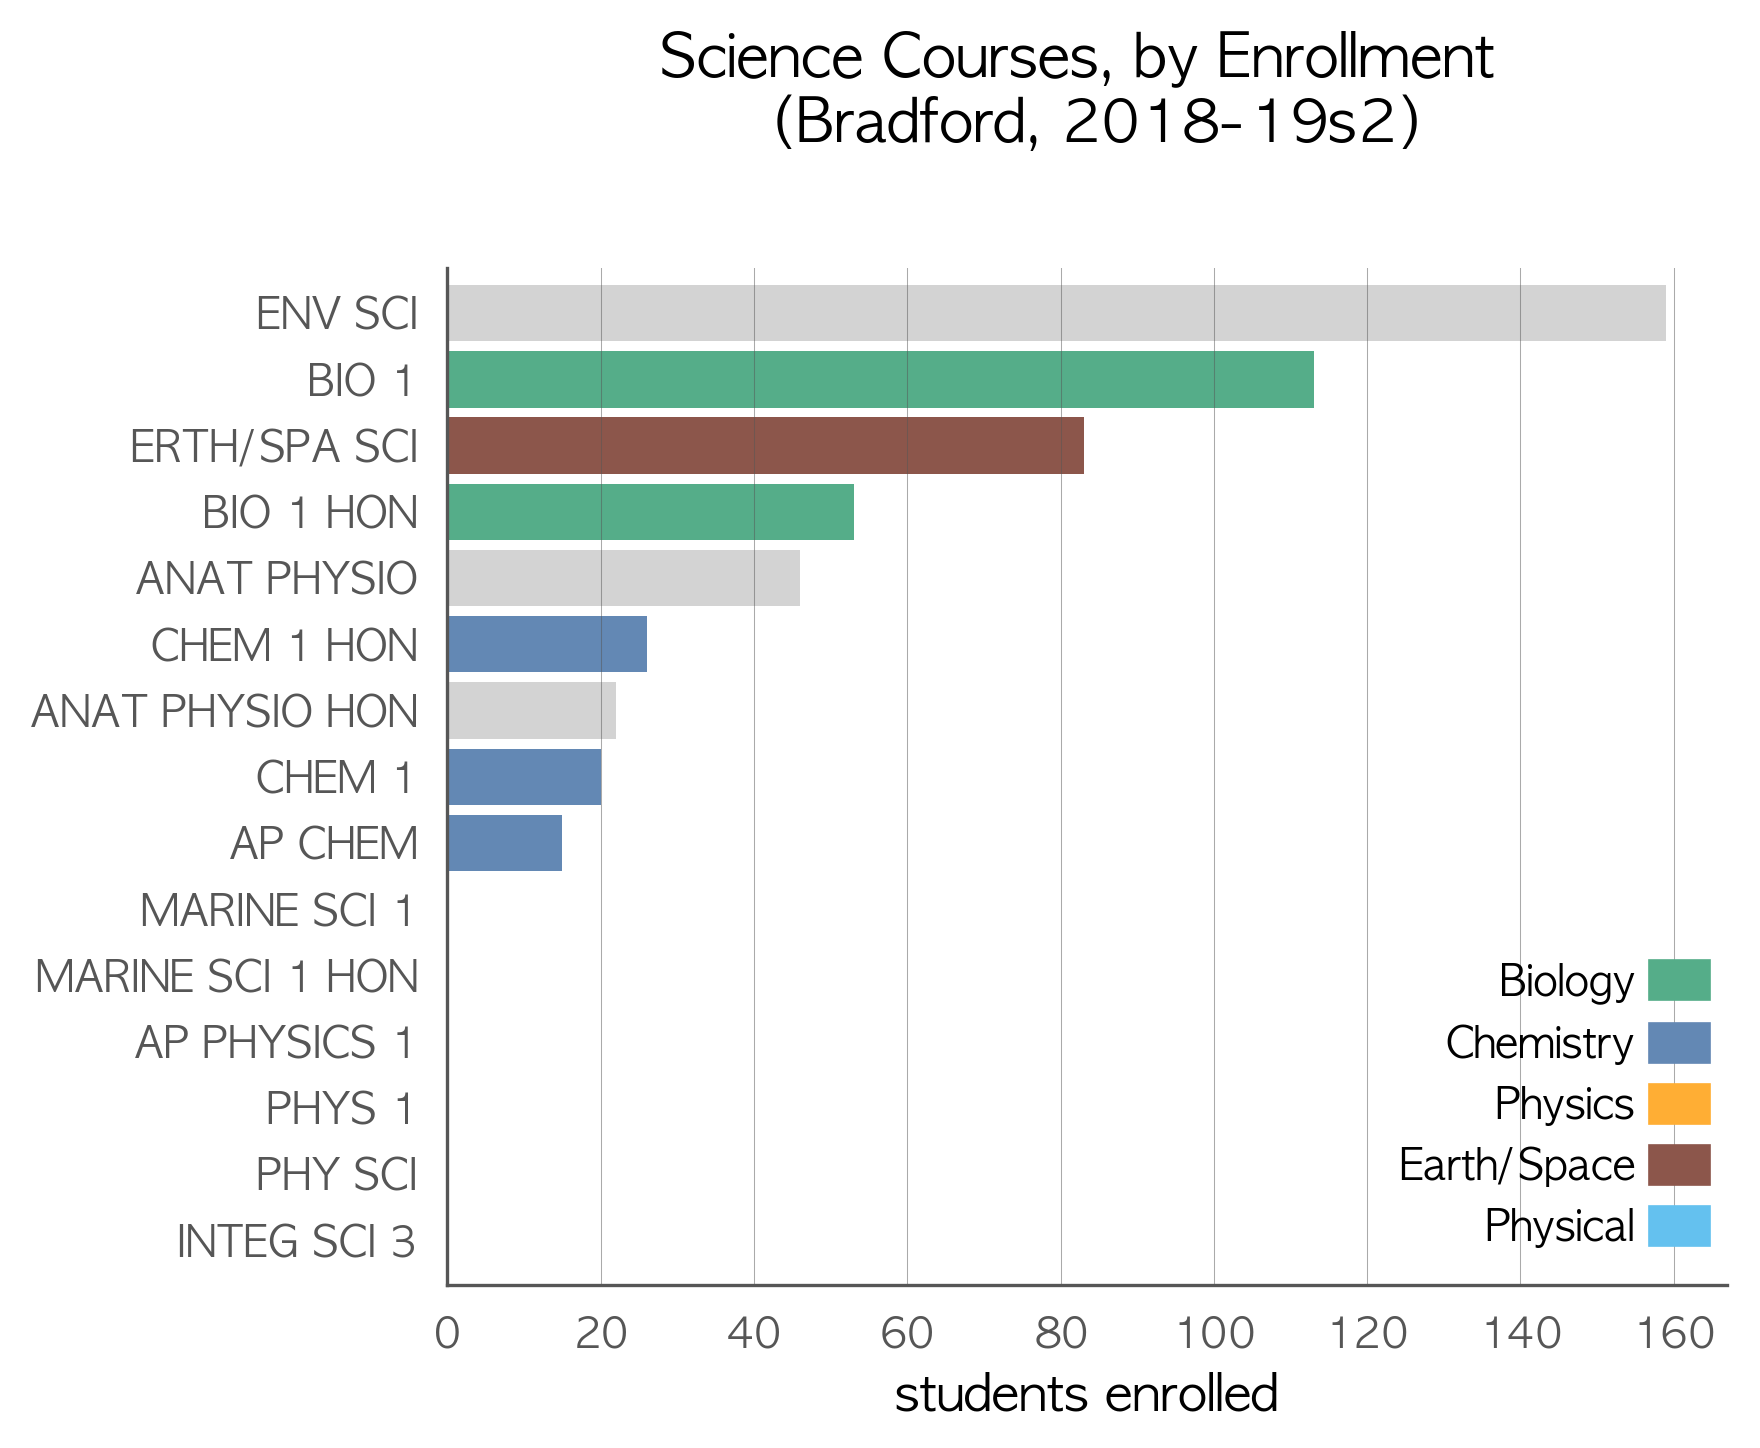 Science Courses, by Enrollment
(Bradford, 2018-19s2)
ENV SCI
BIO 1
ERTH/SPA SCI
BIO 1 HON
ANAT PHYSIO
CHEM 1 HON
ANAT PHYSIO HON
CHEM 1
AP CHEM
MARINE SCI 1
MARINE SCI 1 HON
AP PHYSICS 1
PHYS 1
PHY SCI
INTEG SCI 3
Biology
Chemistry
Physics
Earth/Space
Physical
0 20 40 60 80 100 120 140 160
students enrolled